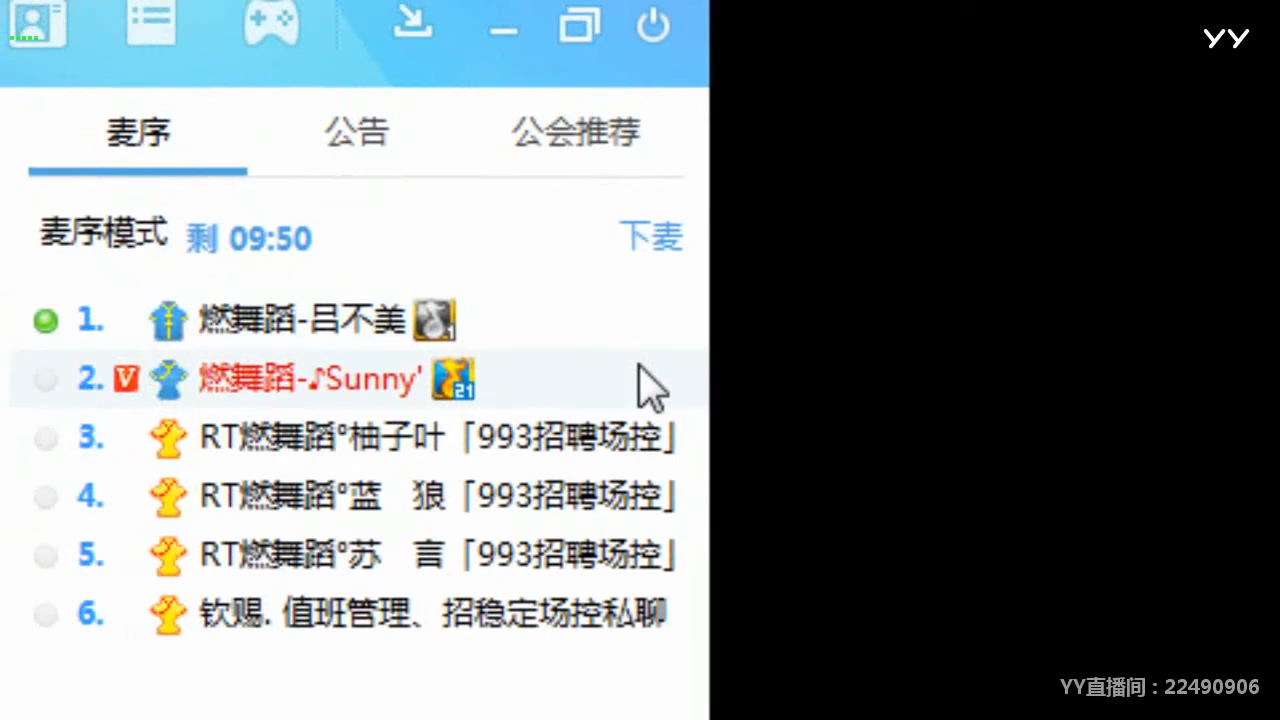 YY
麦序 公告 公会推荐
麦序模式 剩 09:50 下麦
1. 燃舞蹈-吕不美 1
2. V 燃舞蹈-♪Sunny' 21
3. RT燃舞蹈°柚子叶「993招聘场控」
4. RT燃舞蹈°蓝 狼「993招聘场控」
5. RT燃舞蹈°苏 言「993招聘场控」
6. 钦赐. 值班管理、招稳定场控私聊
YY直播间：22490906